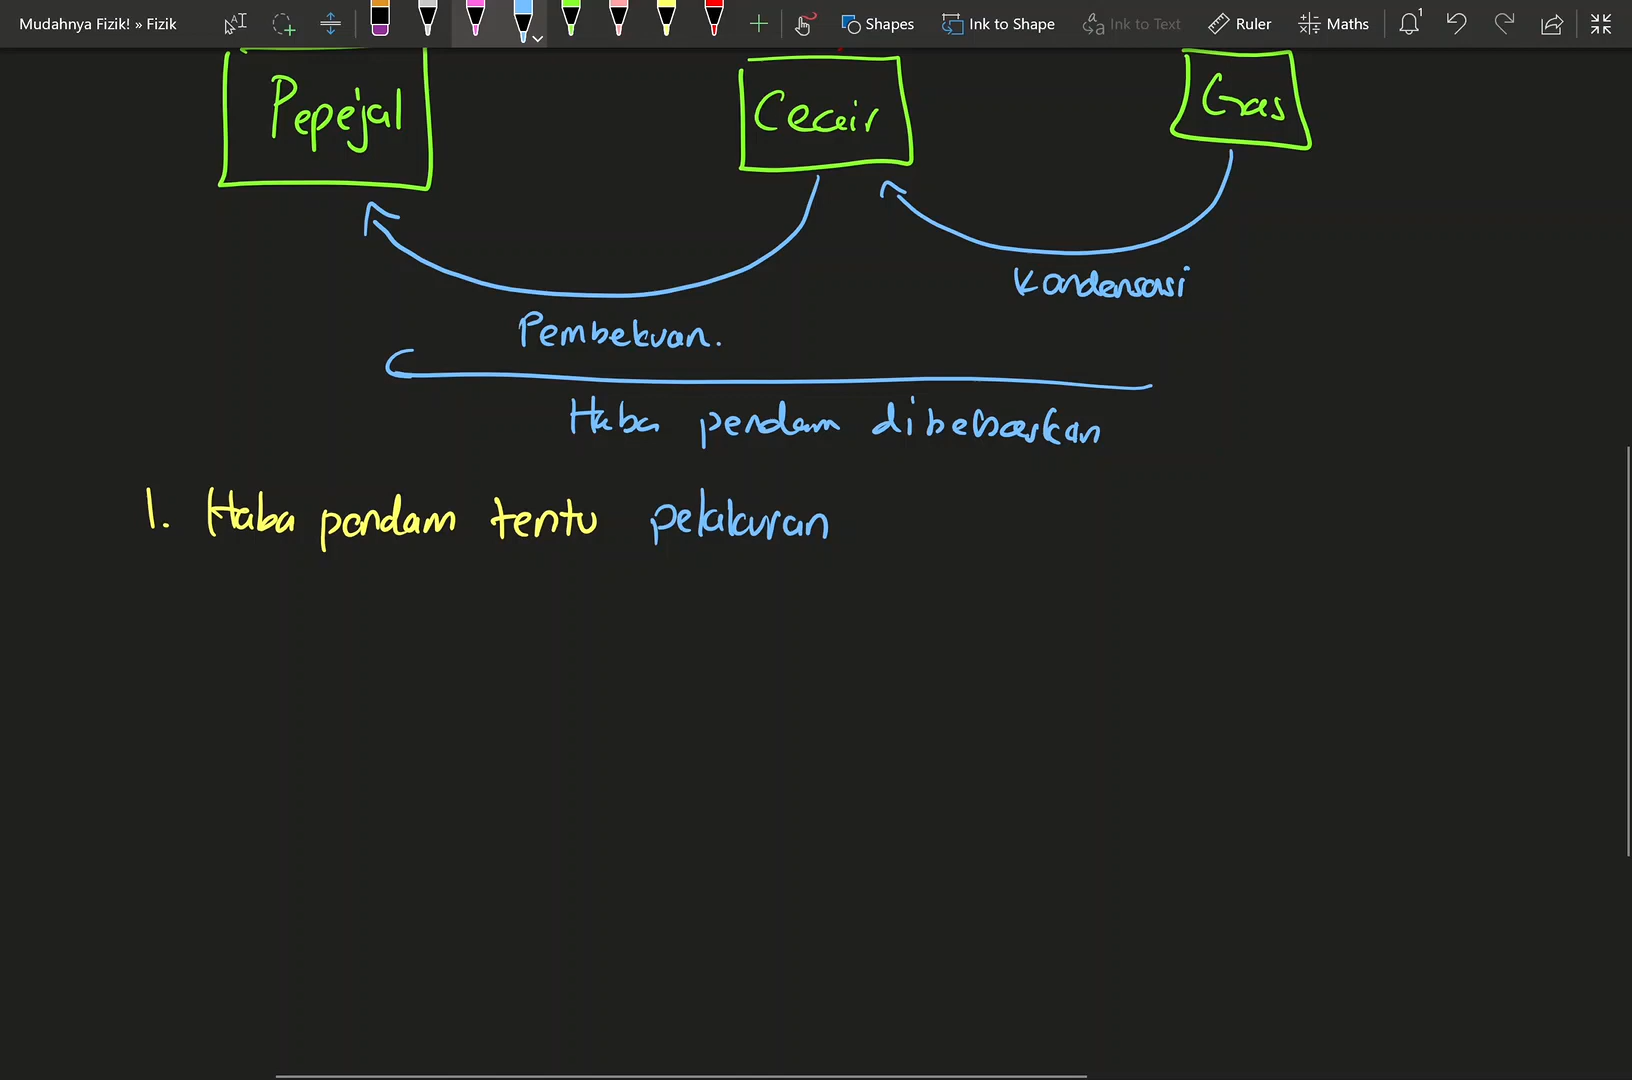 Mudahnya Fizik! » Fizik Shapes Ink to Shape Ink to Text Ruler Maths 1
Pepejal Cecair Gas
Kondensasi
Pembekuan.
Haba pendam dibebaskan
1. Haba pendam tentu pelakuran